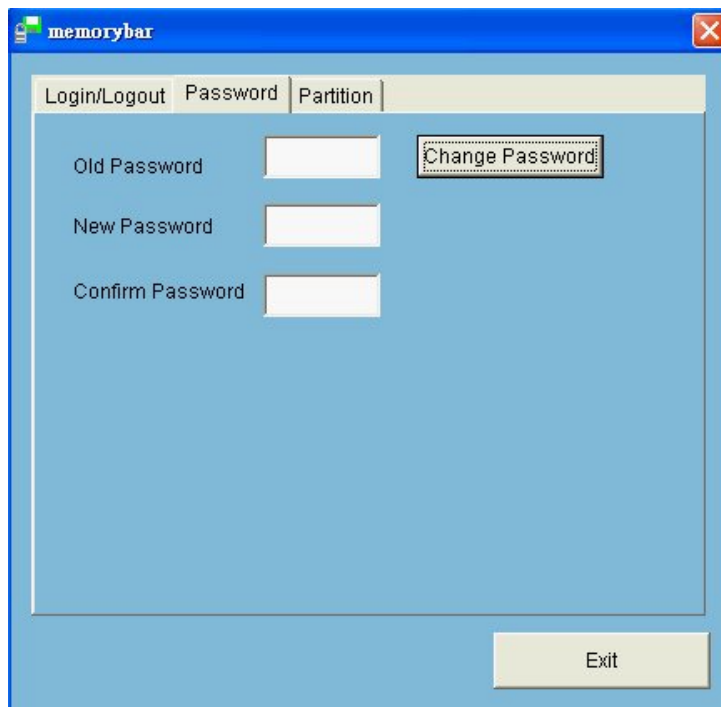 memorybar
Login/Logout Password Partition
Old Password Change Password
New Password
Confirm Password
Exit